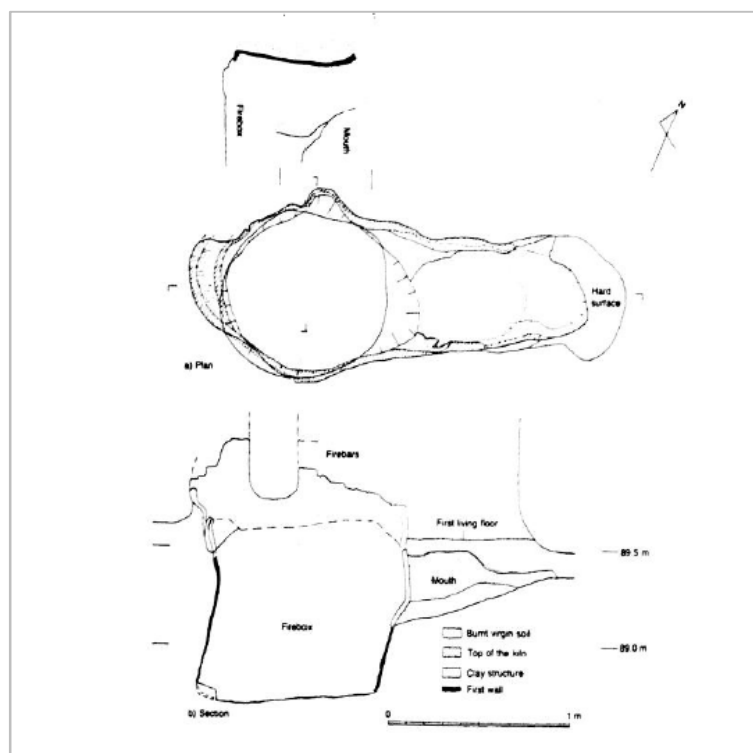 N
Firebox
Mouth
Hard
surface
a) Plan
Firebars
First living floor
89.5 m
Mouth
Firebox
Burnt virgin soil
89.0 m
Top of the kiln
Clay structure
First wall
b) Section
0
1 m